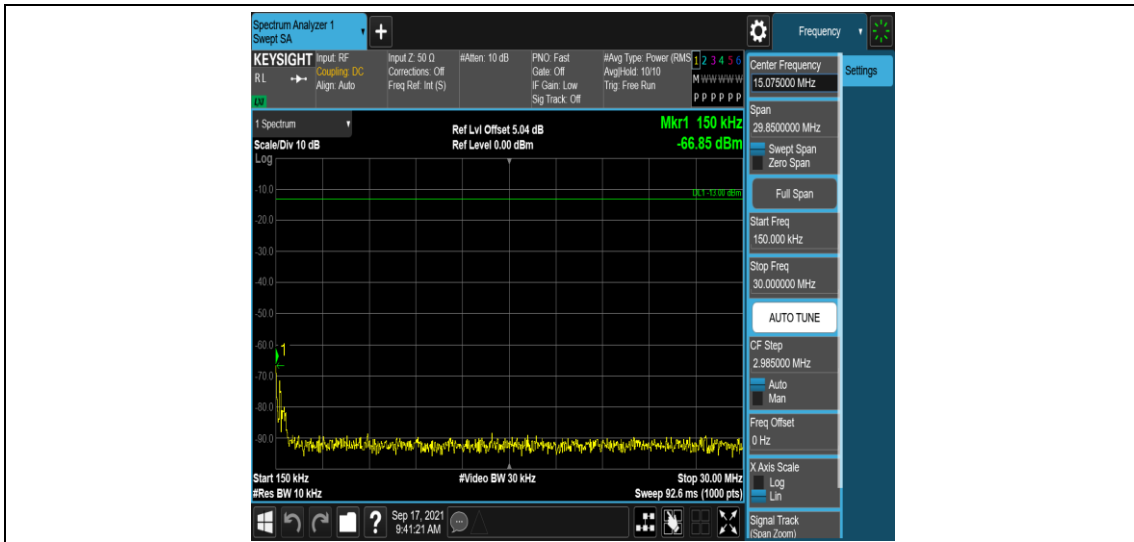 Spectrum Analyzer 1
Swept SA
+
Frequency
KEYSIGHT
RL
LXI
Input: RF
Coupling: DC
Align: Auto
Input Z: 50 Ω
Corrections: Off
Freq Ref: Int (S)
#Atten: 10 dB
PNO: Fast
Gate: Off
IF Gain: Low
Sig Track: Off
#Avg Type: Power (RMS
Avg|Hold: 10/10
Trig: Free Run
1 2 3 4 5 6
M W W W W W
P P P P P P
1 Spectrum
Scale/Div 10 dB
Log
Ref Lvl Offset 5.04 dB
Ref Level 0.00 dBm
Mkr1 150 kHz
-66.85 dBm
DL1 -13.00 dBm
-10.0
-20.0
-30.0
-40.0
-50.0
-60.0
1
-70.0
-80.0
-90.0
Start 150 kHz
#Video BW 30 kHz
Stop 30.00 MHz
#Res BW 10 kHz
Sweep 92.6 ms (1000 pts)
Center Frequency
15.075000 MHz
Settings
Span
29.8500000 MHz
Swept Span
Zero Span
Full Span
Start Freq
150.000 kHz
Stop Freq
30.000000 MHz
AUTO TUNE
CF Step
2.985000 MHz
Auto
Man
Freq Offset
0 Hz
X Axis Scale
Log
Lin
Signal Track
(Span Zoom)
?
Sep 17, 2021
9:41:21 AM